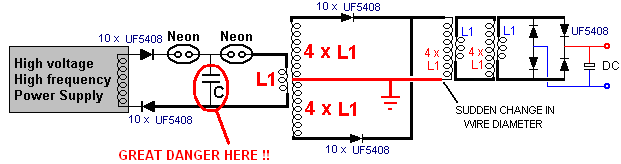 10 x UF5408
Neon
Neon
10 x UF5408
High voltage
High frequency
Power Supply
C
L1
4 x L1
4 x L1
10 x UF5408
10 x UF5408
GREAT DANGER HERE !!
4 x
L1
L1
4 x
L1
L1
UF5408
DC
SUDDEN CHANGE IN
WIRE DIAMETER